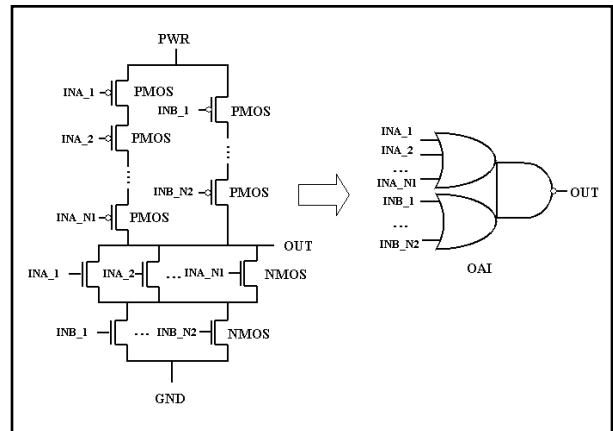 PWR
INA_1 PMOS INB_1 PMOS
INA_2 PMOS
... ...
INA_N1 PMOS INB_N2 PMOS
OUT
INA_1 INA_2 ... INA_N1 NMOS
INB_1 ... INB_N2 NMOS
GND
INA_1
INA_2
...
INA_N1
INB_1
...
INB_N2
OUT
OAI